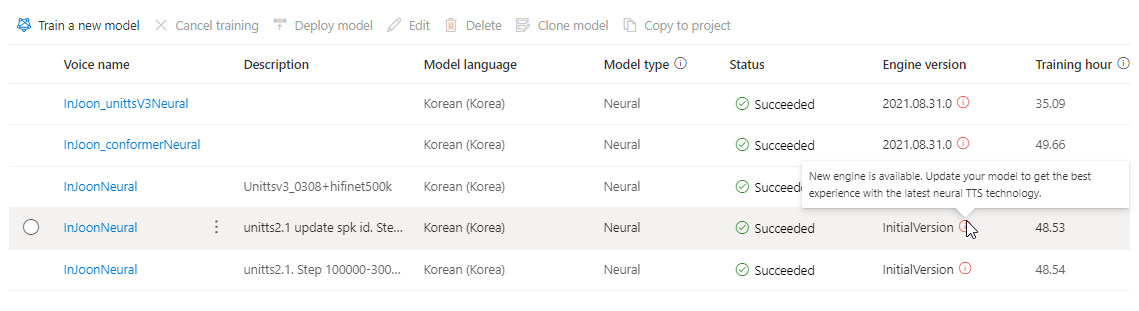 Train a new model Cancel training Deploy model Edit Delete Clone model Copy to project
Voice name Description Model language Model type Status Engine version Training hour
InJoon_unittsV3Neural Korean (Korea) Neural Succeeded 2021.08.31.0 35.09
InJoon_conformerNeural Korean (Korea) Neural Succeeded 2021.08.31.0 49.66
New engine is available. Update your model to get the best
experience with the latest neural TTS technology.
InJoonNeural Unittsv3_0308+hifinet500k Korean (Korea) Neural
InJoonNeural unitts2.1 update spk id. Ste... Korean (Korea) Neural Succeeded InitialVersion 48.53
InJoonNeural unitts2.1. Step 100000-300... Korean (Korea) Neural Succeeded InitialVersion 48.54